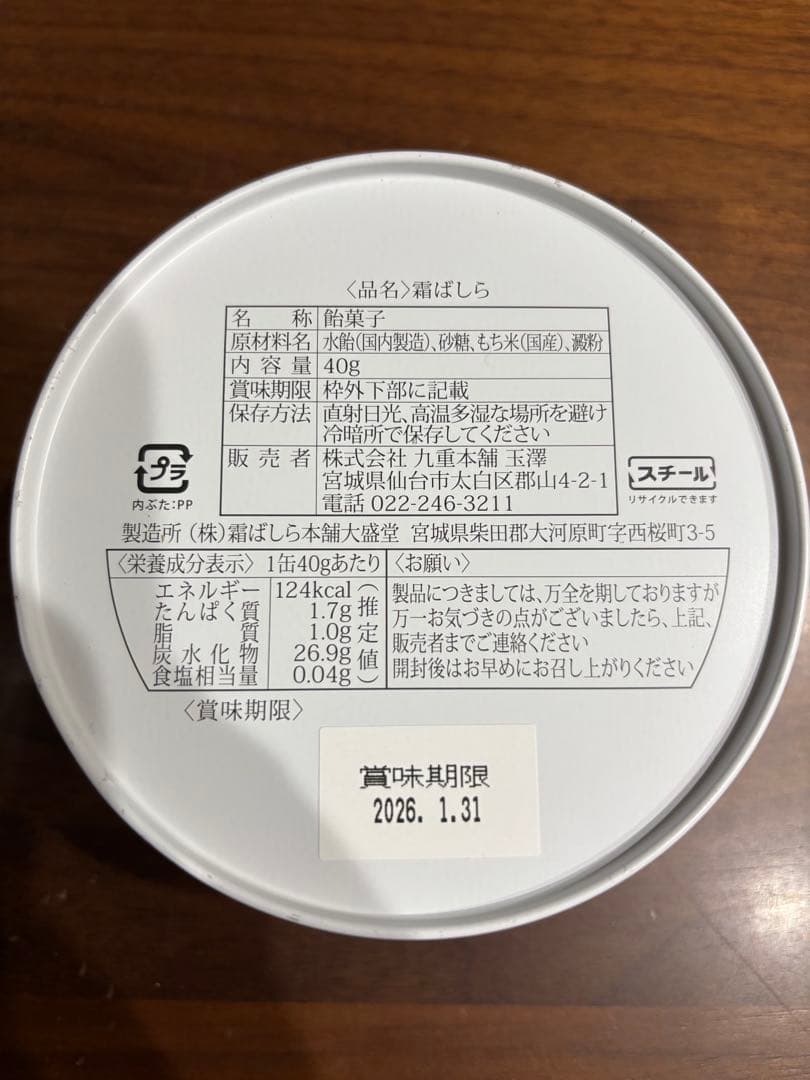 〈品名〉霜ばしら
名称 飴菓子
原材料名 水飴(国内製造)、砂糖、もち米(国産)、澱粉
内容量 40g
賞味期限 枠外下部に記載
保存方法 直射日光、高温多湿な場所を避け
冷暗所で保存してください
販売者 株式会社 九重本舗 玉澤
宮城県仙台市太白区郡山4-2-1
電話 022-246-3211
プラ
内ぶた:PP
スチール
リサイクルできます
製造所 (株)霜ばしら本舗大盛堂 宮城県柴田郡大河原町字西桜町3-5
〈栄養成分表示〉1缶40gあたり
エネルギー 124kcal
たんぱく質 1.7g
脂質 1.0g
炭水化物 26.9g
食塩相当量 0.04g
(推定値)
〈お願い〉
製品につきましては、万全を期しておりますが
万一お気づきの点がございましたら、上記、
販売者までご連絡ください
開封後はお早めにお召し上がりください
〈賞味期限〉
賞味期限
2026. 1.31